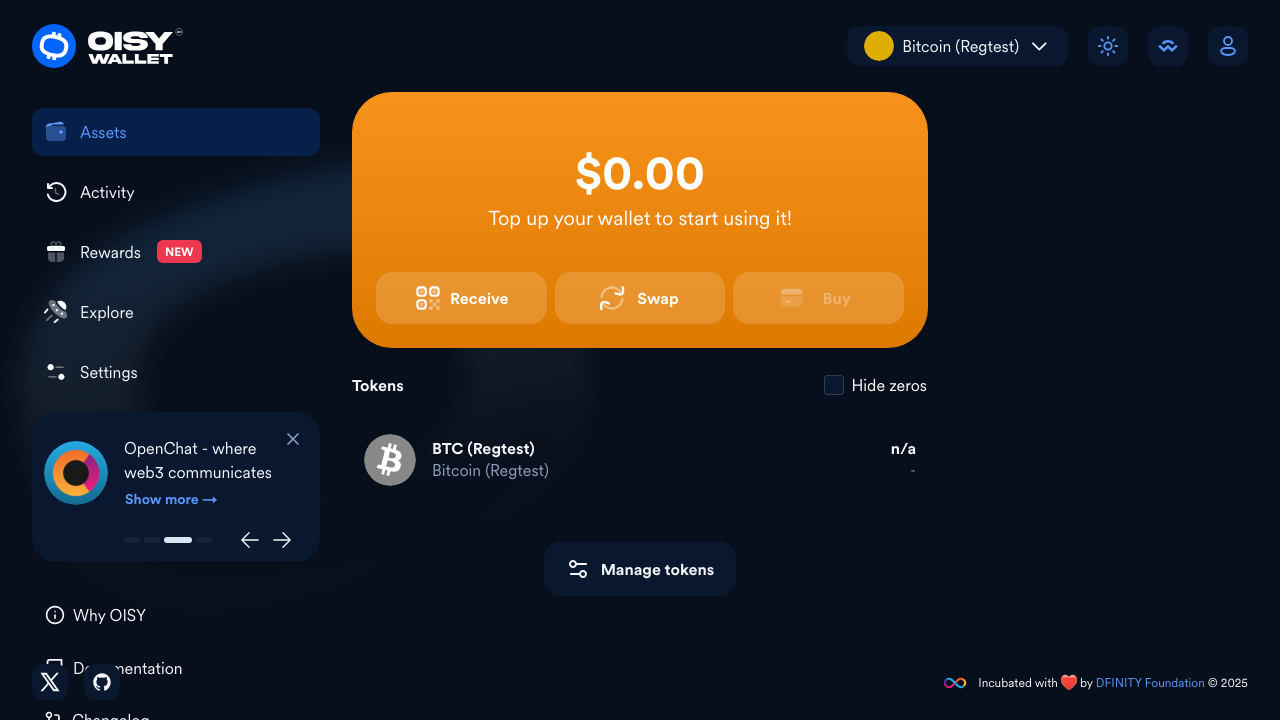 OISY
WALLET
Bitcoin (Regtest)
Assets
Activity
Rewards
NEW
Explore
Settings
OpenChat - where
web3 communicates
Show more →
$0.00
Top up your wallet to start using it!
Receive
Swap
Buy
Tokens
Hide zeros
BTC (Regtest)
n/a
Bitcoin (Regtest)
-
Manage tokens
Why OISY
Documentation
Changelog
Incubated with ❤️ by DFINITY Foundation © 2025